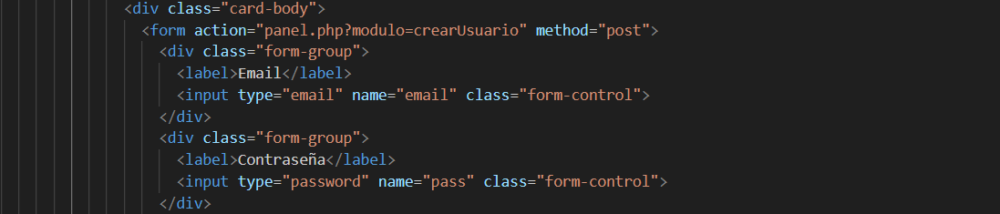 <div class="card-body">
<form action="panel.php?modulo=crearUsuario" method="post">
<div class="form-group">
<label>Email</label>
<input type="email" name="email" class="form-control">
</div>
<div class="form-group">
<label>Contraseña</label>
<input type="password" name="pass" class="form-control">
</div>